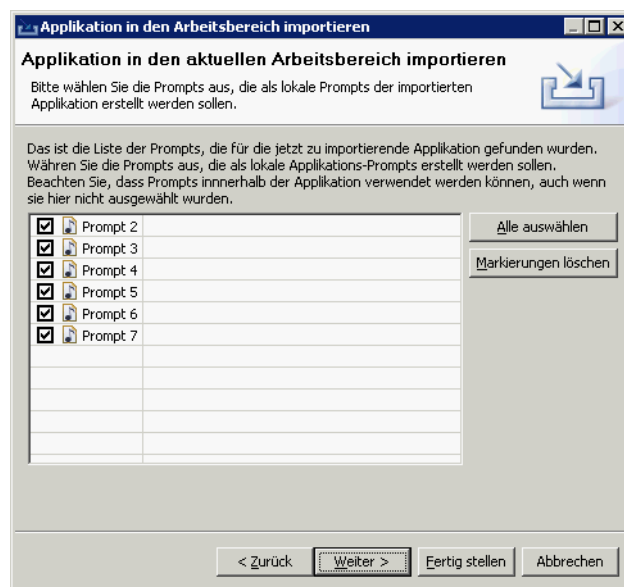 Applikation in den Arbeitsbereich importieren
Applikation in den aktuellen Arbeitsbereich importieren
Bitte wählen Sie die Prompts aus, die als lokale Prompts der importierten
Applikation erstellt werden sollen.
Das ist die Liste der Prompts, die für die jetzt zu importierende Applikation gefunden wurden.
Währen Sie die Prompts aus, die als lokale Applikations-Prompts erstellt werden sollen.
Beachten Sie, dass Prompts innnerhalb der Applikation verwendet werden können, auch wenn
sie hier nicht ausgewählt wurden.
Prompt 2
Prompt 3
Prompt 4
Prompt 5
Prompt 6
Prompt 7
Alle auswählen
Markierungen löschen
< Zurück
Weiter >
Fertig stellen
Abbrechen